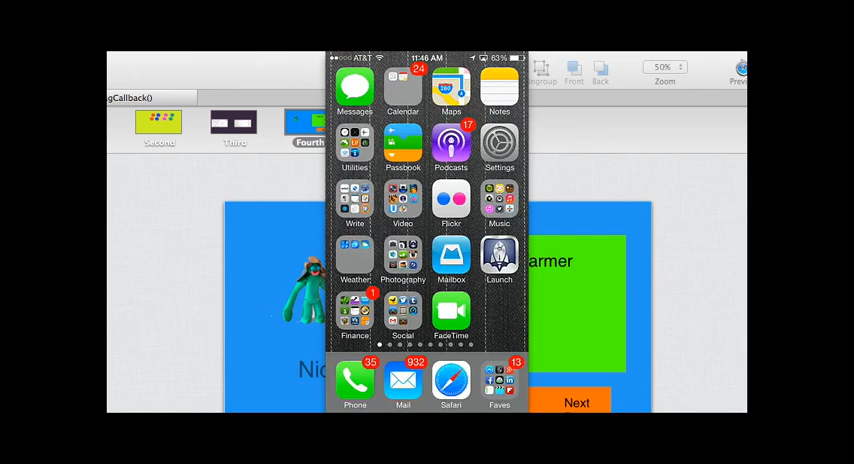 AT&T 11:46 AM 63%
group Front Back
50%
Zoom
Prev
gCallback()
Second Third Fourth
24
Messages Calendar Maps Notes
280
17
Utilities Passbook Podcasts Settings
Write Video Flickr Music
Weather Photography Mailbox Launch
1
Finance Social FaceTime
35 932 13
Phone Mail Safari Faves
armer
Nic
Next